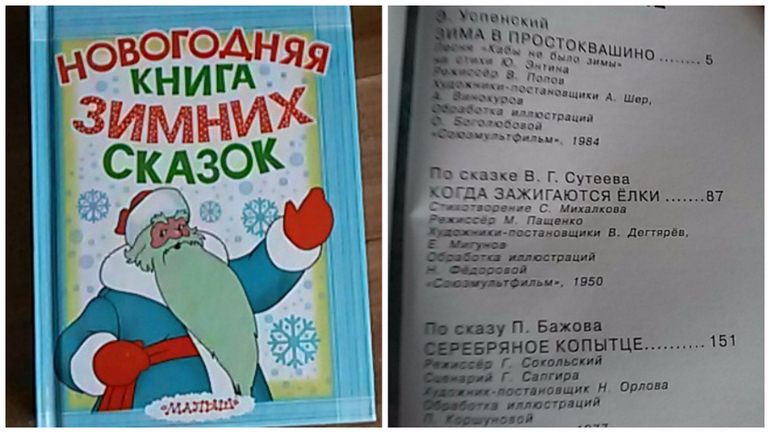 НОВОГОДНЯЯ
КНИГА
ЗИМНИХ
СКАЗОК
«МАЛЫШ»
Э. Успенский
ЗИМА В ПРОСТОКВАШИНО ........ 5
Песня «Кабы не было зимы»
на стихи Ю. Энтина
Режиссёр В. Попов
Художники-постановщики А. Шер,
А. Винокуров
Обработка иллюстраций
О. Боголюбовой
«Союзмультфильм», 1984
По сказке В. Г. Сутеева
КОГДА ЗАЖИГАЮТСЯ ЁЛКИ .......87
Стихотворение С. Михалкова
Режиссёр М. Пащенко
Художники-постановщики В. Дегтярёв,
Е. Мигунов
Обработка иллюстраций
Н. Фёдоровой
«Союзмультфильм», 1950
По сказу П. Бажова
СЕРЕБРЯНОЕ КОПЫТЦЕ.......... 151
Режиссёр Г. Сокольский
Сценарий Г. Сапгира
Художник-постановщик Н. Орлова
Обработка иллюстраций
Л. Коршуновой